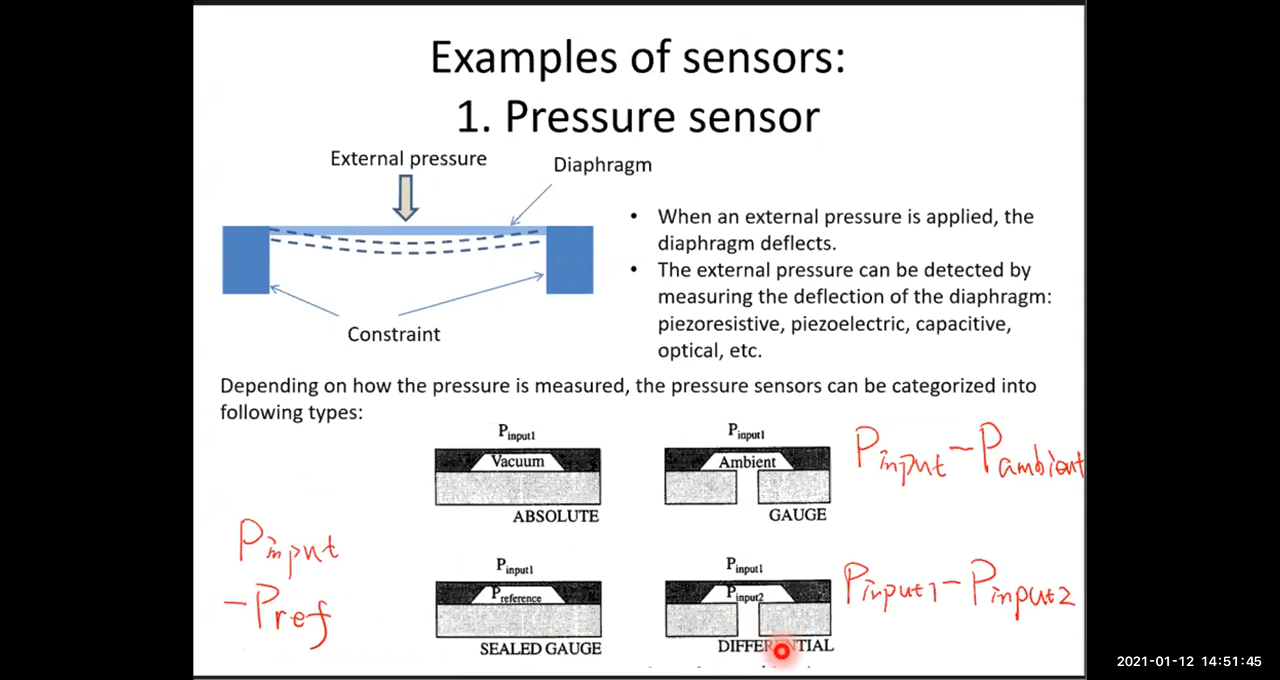 Examples of sensors:
1. Pressure sensor
External pressure
Diaphragm
Constraint
• When an external pressure is applied, the
diaphragm deflects.
• The external pressure can be detected by
measuring the deflection of the diaphragm:
piezoresistive, piezoelectric, capacitive,
optical, etc.
Depending on how the pressure is measured, the pressure sensors can be categorized into
following types:
Pinput1
Vacuum
ABSOLUTE
Pinput1
Ambient
GAUGE
Pinput - Pambient
Pinput
- Pref
Pinput1
Preference
SEALED GAUGE
Pinput1
Pinput2
DIFFERENTIAL
Pinput1 - Pinput2
2021-01-12 14:51:45